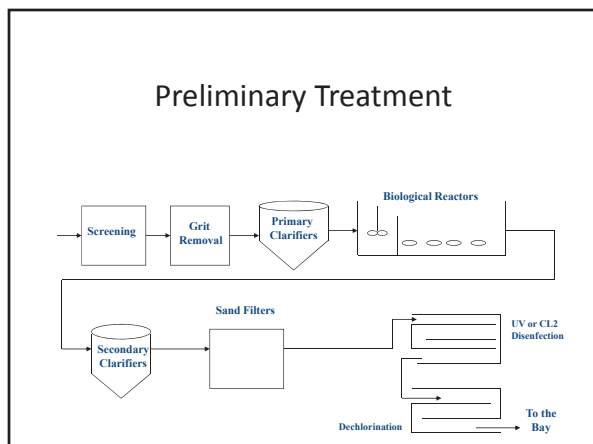 Preliminary Treatment
Biological Reactors
Screening
Grit
Removal
Primary
Clarifiers
Sand Filters
Secondary
Clarifiers
UV or CL2
Disenfection
Dechlorination
To the
Bay